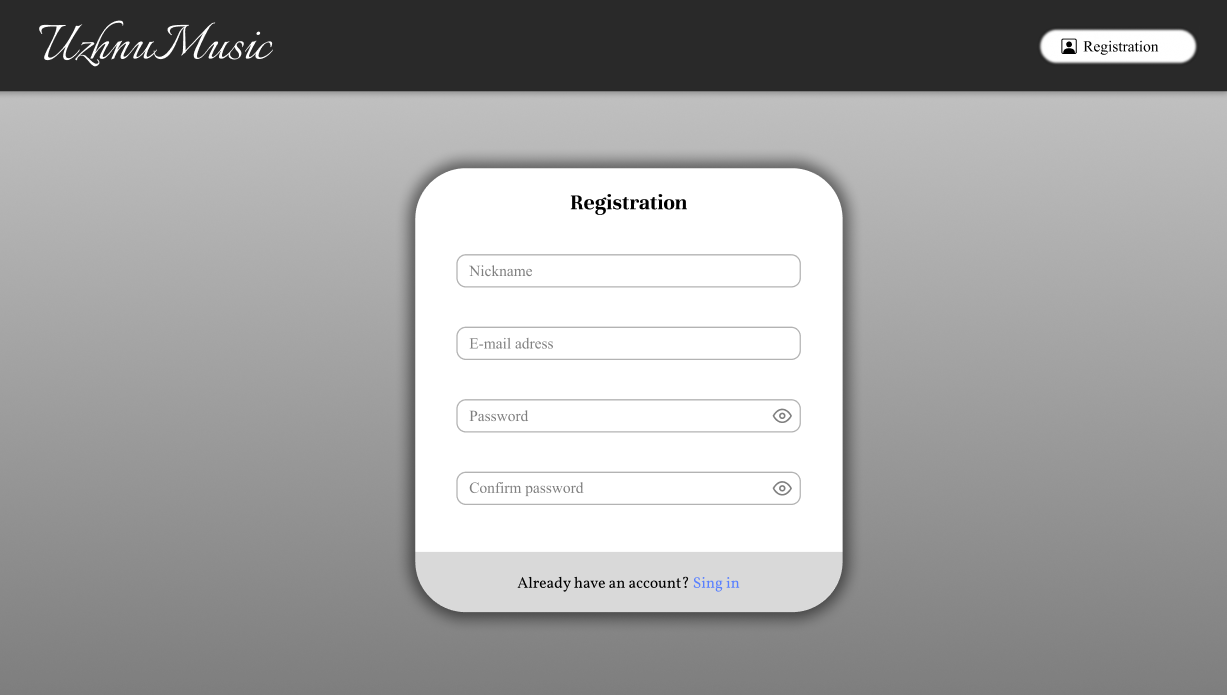 UzhnuMusic
Registration
Registration
Nickname
E-mail adress
Password
Confirm password
Already have an account? Sing in